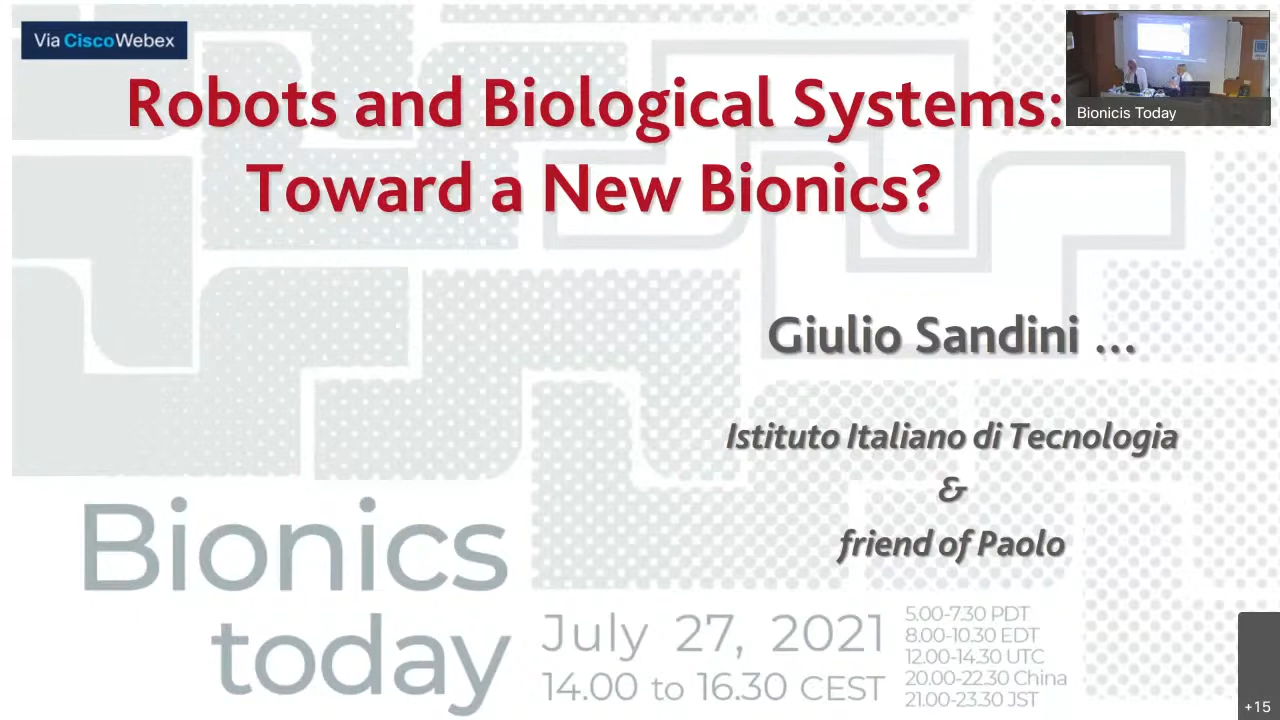 Via Cisco Webex
Robots and Biological Systems:
Toward a New Bionics?
Bionicis Today
Giulio Sandini ...
Istituto Italiano di Tecnologia
&
friend of Paolo
Bionics
today
July 27, 2021
14.00 to 16.30 CEST
5.00-7.30 PDT
8.00-10.30 EDT
12.00-14.30 UTC
20.00-22.30 China
21.00-23.30 JST
+15